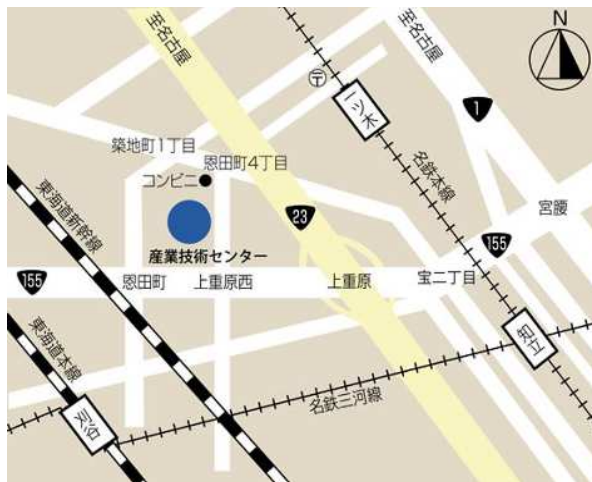 至名古屋
至名古屋
N
一ツ木
1
築地町1丁目
恩田町4丁目
コンビニ
名鉄本線
東海道新幹線
23
宮腰
産業技術センター
155
155
恩田町
上重原西
上重原
宝二丁目
東海道本線
知立
名鉄三河線
刈谷